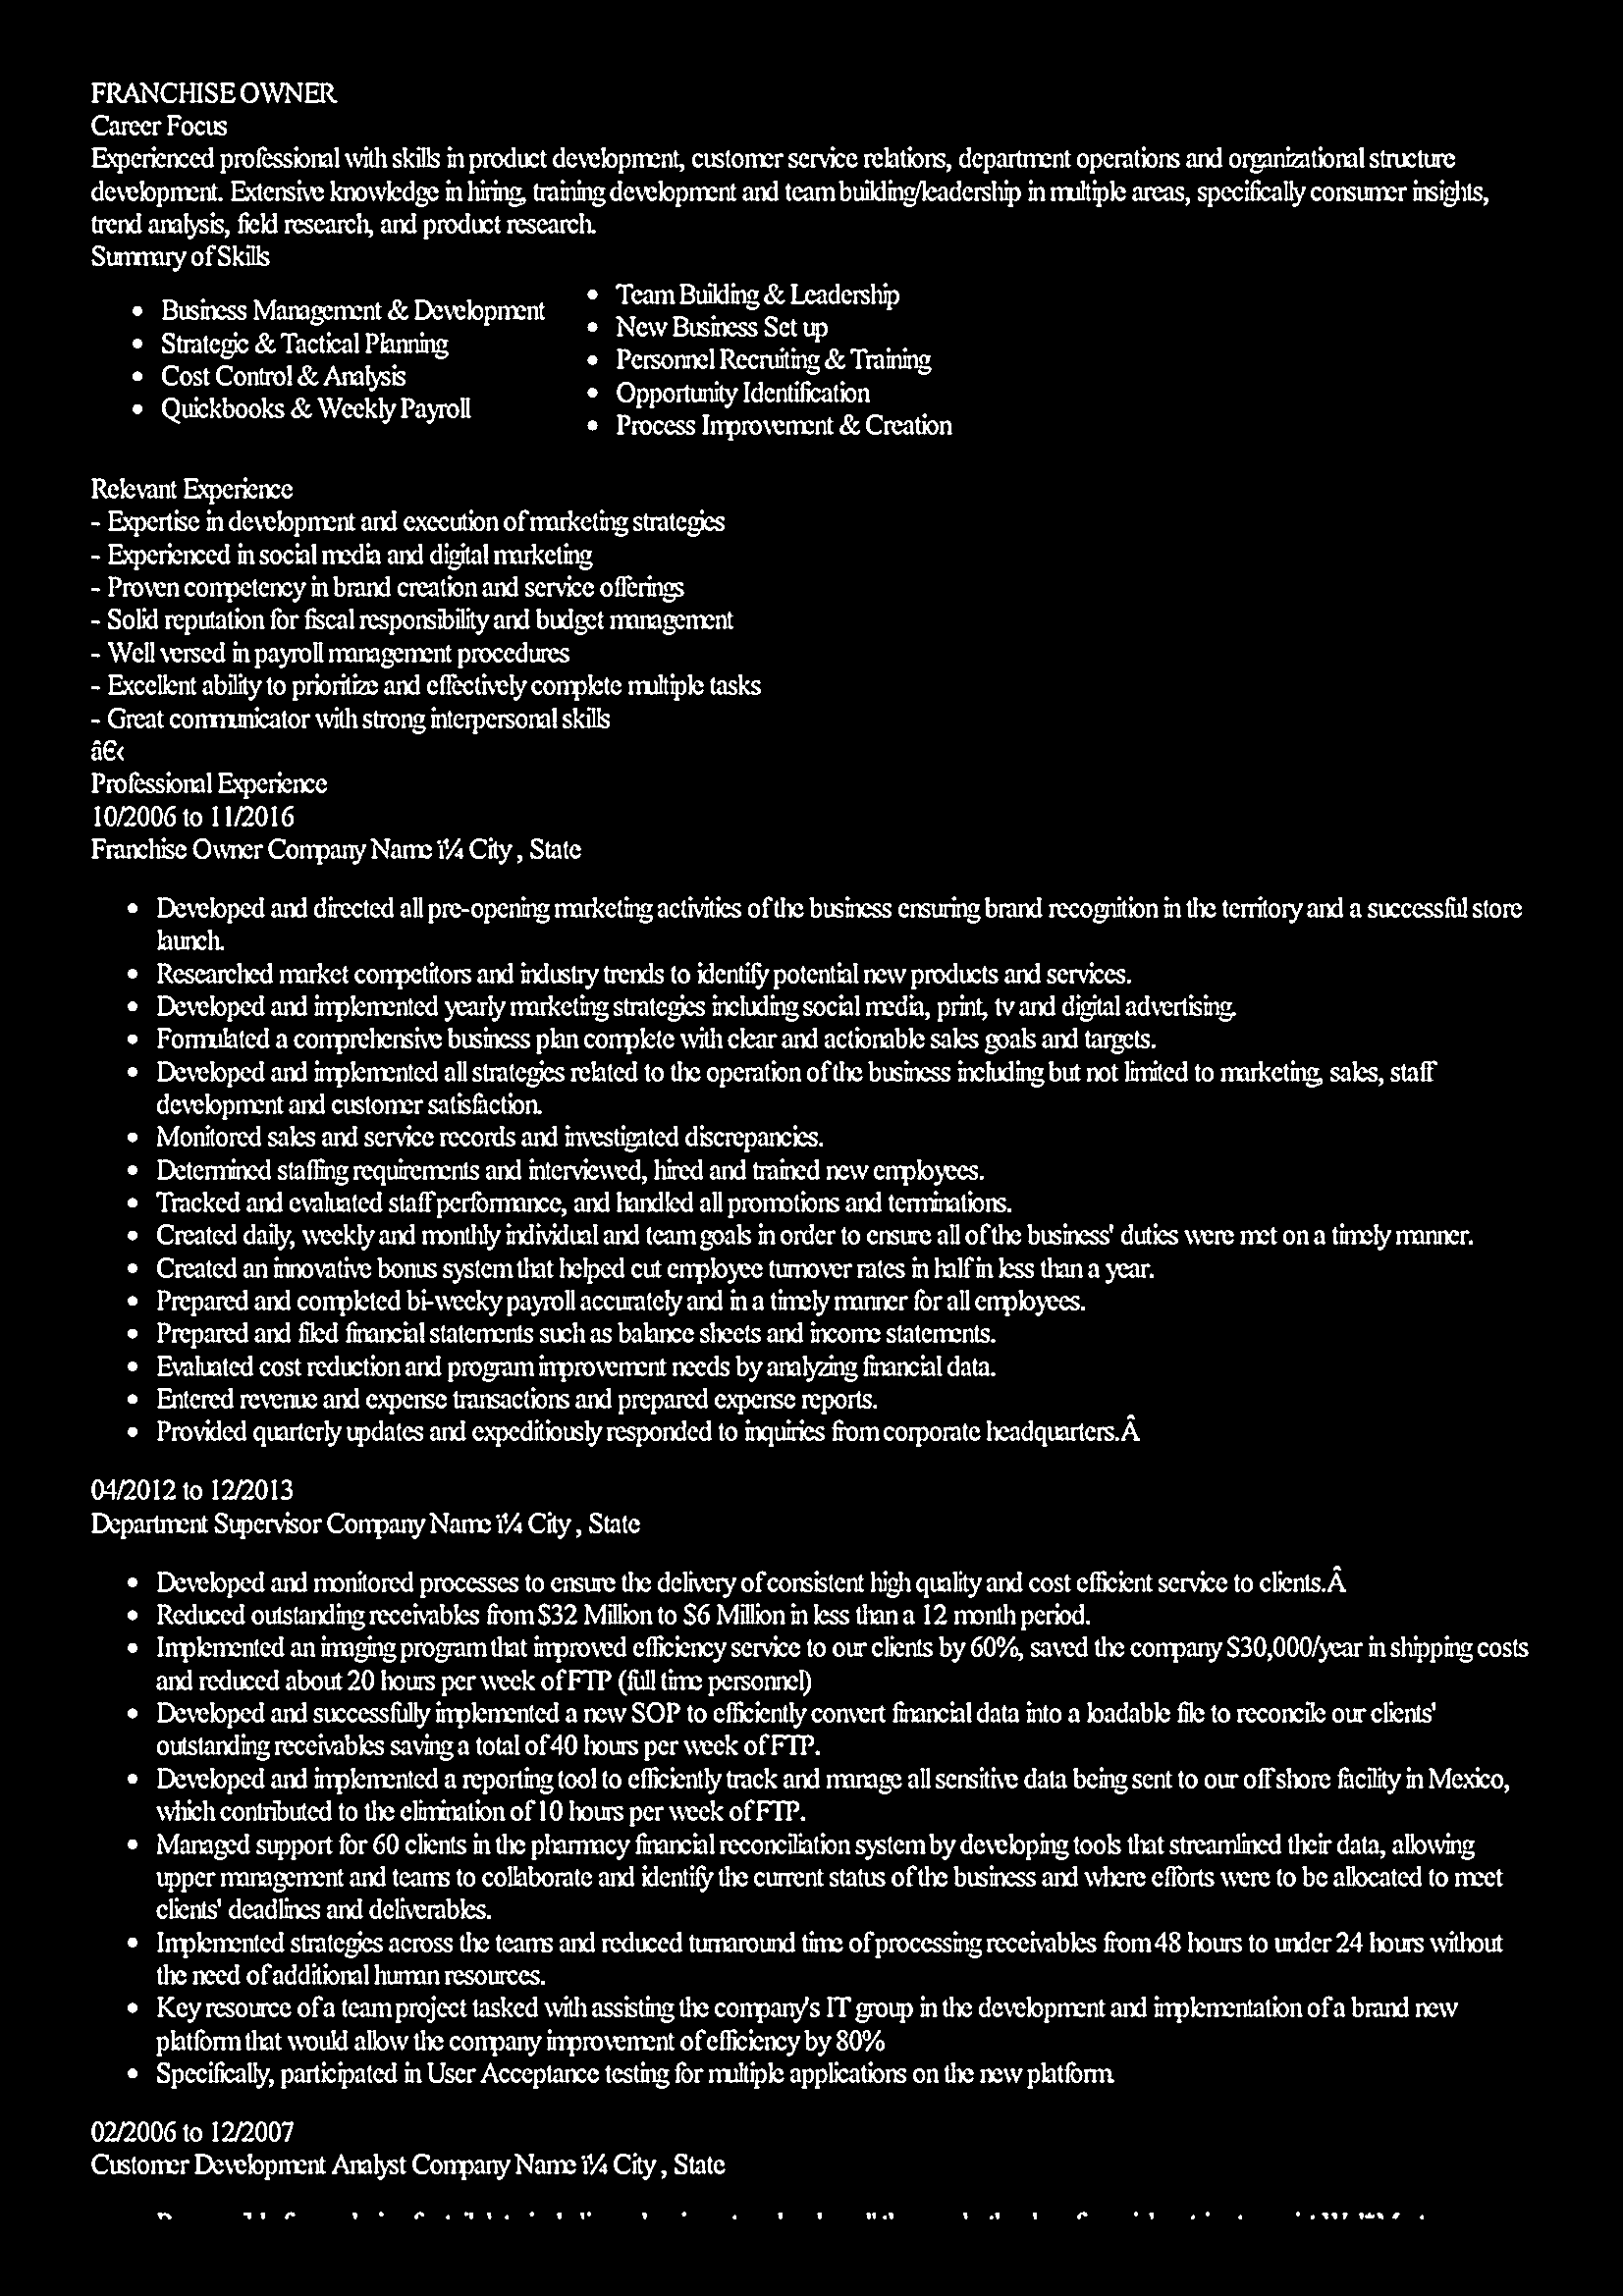 FRANCHISE OWNER
Career Focus
Experienced professional with skills in product development, customer service relations, department operations and organizational structure
development. Extensive knowledge in hiring, training development and team building/leadership in multiple areas, specifically consumer insights,
trend analysis, field research, and product research.
Summary of Skills
Business Management & Development
Strategic & Tactical Planning
Cost Control & Analysis
Quickbooks & Weekly Payroll
Team Building & Leadership
New Business Set up
Personnel Recruiting & Training
Opportunity Identification
Process Improvement & Creation
Relevant Experience
- Expertise in development and execution of marketing strategies
- Experienced in social media and digital marketing
- Proven competency in brand creation and service offerings
- Solid reputation for fiscal responsibility and budget management
- Well versed in payroll management procedures
- Excellent ability to prioritize and effectively complete multiple tasks
- Great communicator with strong interpersonal skills
â€‹
Professional Experience
10/2006 to 11/2016
Franchise Owner Company Name ï¼ City , State
Developed and directed all pre-opening marketing activities of the business ensuring brand recognition in the territory and a successful store
launch.
Researched market competitors and industry trends to identify potential new products and services.
Developed and implemented yearly marketing strategies including social media, print, tv and digital advertising.
Formulated a comprehensive business plan complete with clear and actionable sales goals and targets.
Developed and implemented all strategies related to the operation of the business including but not limited to marketing, sales, staff
development and customer satisfaction.
Monitored sales and service records and investigated discrepancies.
Determined staffing requirements and interviewed, hired and trained new employees.
Tracked and evaluated staff performance, and handled all promotions and terminations.
Created daily, weekly and monthly individual and team goals in order to ensure all of the business' duties were met on a timely manner.
Created an innovative bonus system that helped cut employee turnover rates in half in less than a year.
Prepared and completed bi-weeky payroll accurately and in a timely manner for all employees.
Prepared and filed financial statements such as balance sheets and income statements.
Evaluated cost reduction and program improvement needs by analyzing financial data.
Entered revenue and expense transactions and prepared expense reports.
Provided quarterly updates and expeditiously responded to inquiries from corporate headquarters.Â
04/2012 to 12/2013
Department Supervisor Company Name ï¼ City , State
Developed and monitored processes to ensure the delivery of consistent high quality and cost efficient service to clients.Â
Reduced outstanding receivables from $32 Million to $6 Million in less than a 12 month period.
Implemented an imaging program that improved efficiency service to our clients by 60%, saved the company $30,000/year in shipping costs
and reduced about 20 hours per week of FTP (full time personnel)
Developed and successfully implemented a new SOP to efficiently convert financial data into a loadable file to reconcile our clients'
outstanding receivables saving a total of 40 hours per week of FTP.
Developed and implemented a reporting tool to efficiently track and manage all sensitive data being sent to our off shore facility in Mexico,
which contributed to the elimination of 10 hours per week of FTP.
Managed support for 60 clients in the pharmacy financial reconciliation system by developing tools that streamlined their data, allowing
upper management and teams to collaborate and identify the current status of the business and where efforts were to be allocated to meet
clients' deadlines and deliverables.
Implemented strategies across the teams and reduced turnaround time of processing receivables from 48 hours to under 24 hours without
the need of additional human resources.
Key resource of a team project tasked with assisting the company's IT group in the development and implementation of a brand new
platform that would allow the company improvement of efficiency by 80%
Specifically, participated in User Acceptance testing for multiple applications on the new platform.
02/2006 to 12/2007
Customer Development Analyst Company Name ï¼ City , State